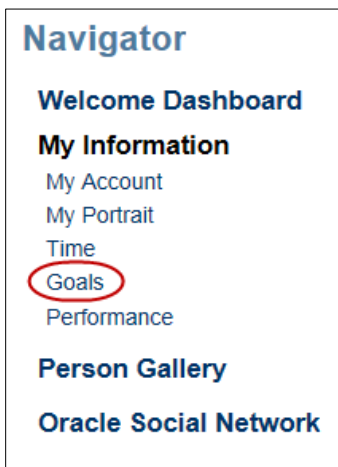 Navigator
Welcome Dashboard
My Information
My Account
My Portrait
Time
Goals
Performance
Person Gallery
Oracle Social Network